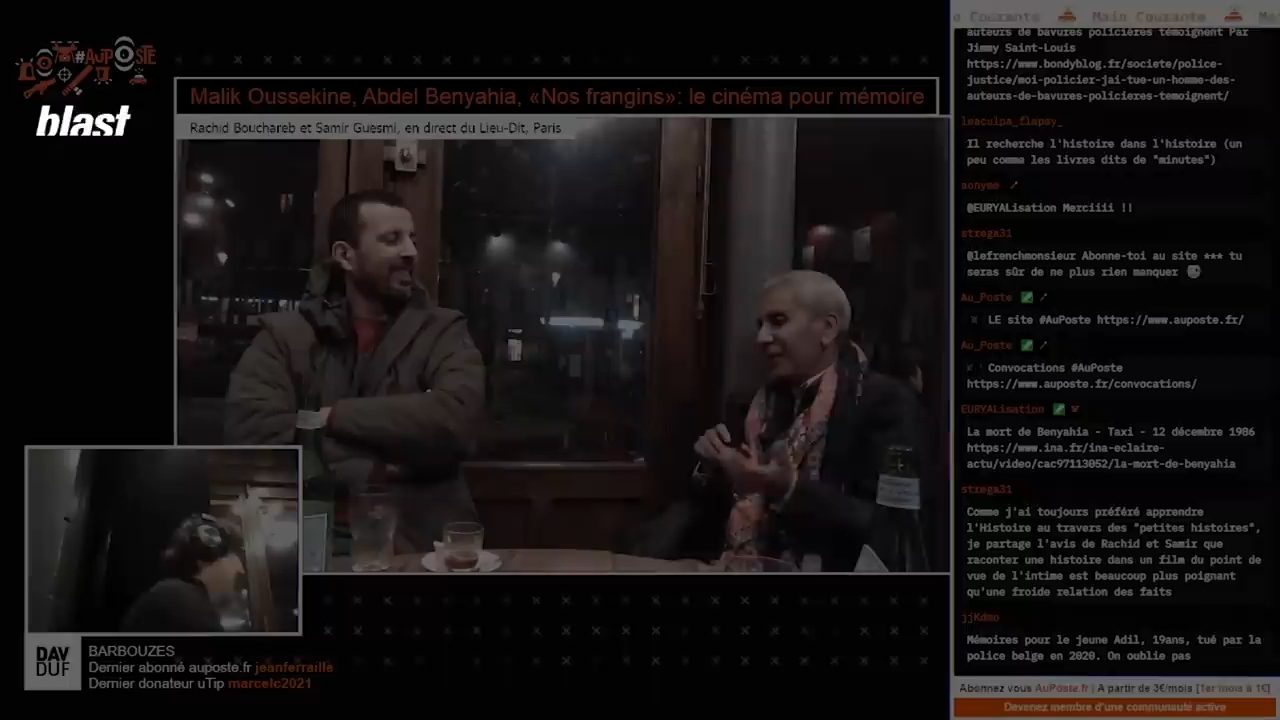 #AUPOSTE
blast
Malik Oussekine, Abdel Benyahia, «Nos frangins»: le cinéma pour mémoire
Rachid Bouchareb et Samir Guesmi, en direct du Lieu-Dit, Paris
DAV
DUF
BARBOUZES
Dernier abonné auposte.fr jeanferraille
Dernier donateur uTip marcelc2021
e Courante Main Courante
auteurs de bavures policières témoignent Par
Jimmy Saint-Louis
https://www.bondyblog.fr/societe/police-
justice/moi-policier-jai-tue-un-homme-des-
auteurs-de-bavures-policieres-temoignent/
leaculpa_flapsy_
Il recherche l'histoire dans l'histoire (un
peu comme les livres dits de "minutes")
aonyme
@EURYALisation Merciiii !!
strega31
@lefrenchmonsieur Abonne-toi au site *** tu
seras sûr de ne plus rien manquer
Au_Poste
LE site #AuPoste https://www.auposte.fr/
Au_Poste
Convocations #AuPoste
https://www.auposte.fr/convocations/
EURYALisation
La mort de Benyahia - Taxi - 12 décembre 1986
https://www.ina.fr/ina-eclaire-
actu/video/cac97113052/la-mort-de-benyahia
strega31
Comme j'ai toujours préféré apprendre
l'Histoire au travers des "petites histoires",
je partage l'avis de Rachid et Samir que
raconter une histoire dans un film du point de
vue de l'intime est beaucoup plus poignant
qu'une froide relation des faits
jjKdmo
Mémoires pour le jeune Adil, 19ans, tué par la
police belge en 2020. On oublie pas
Abonnez vous AuPoste.fr | A partir de 3€/mois [1er mois à 1€]
Devenez membre d'une communauté active